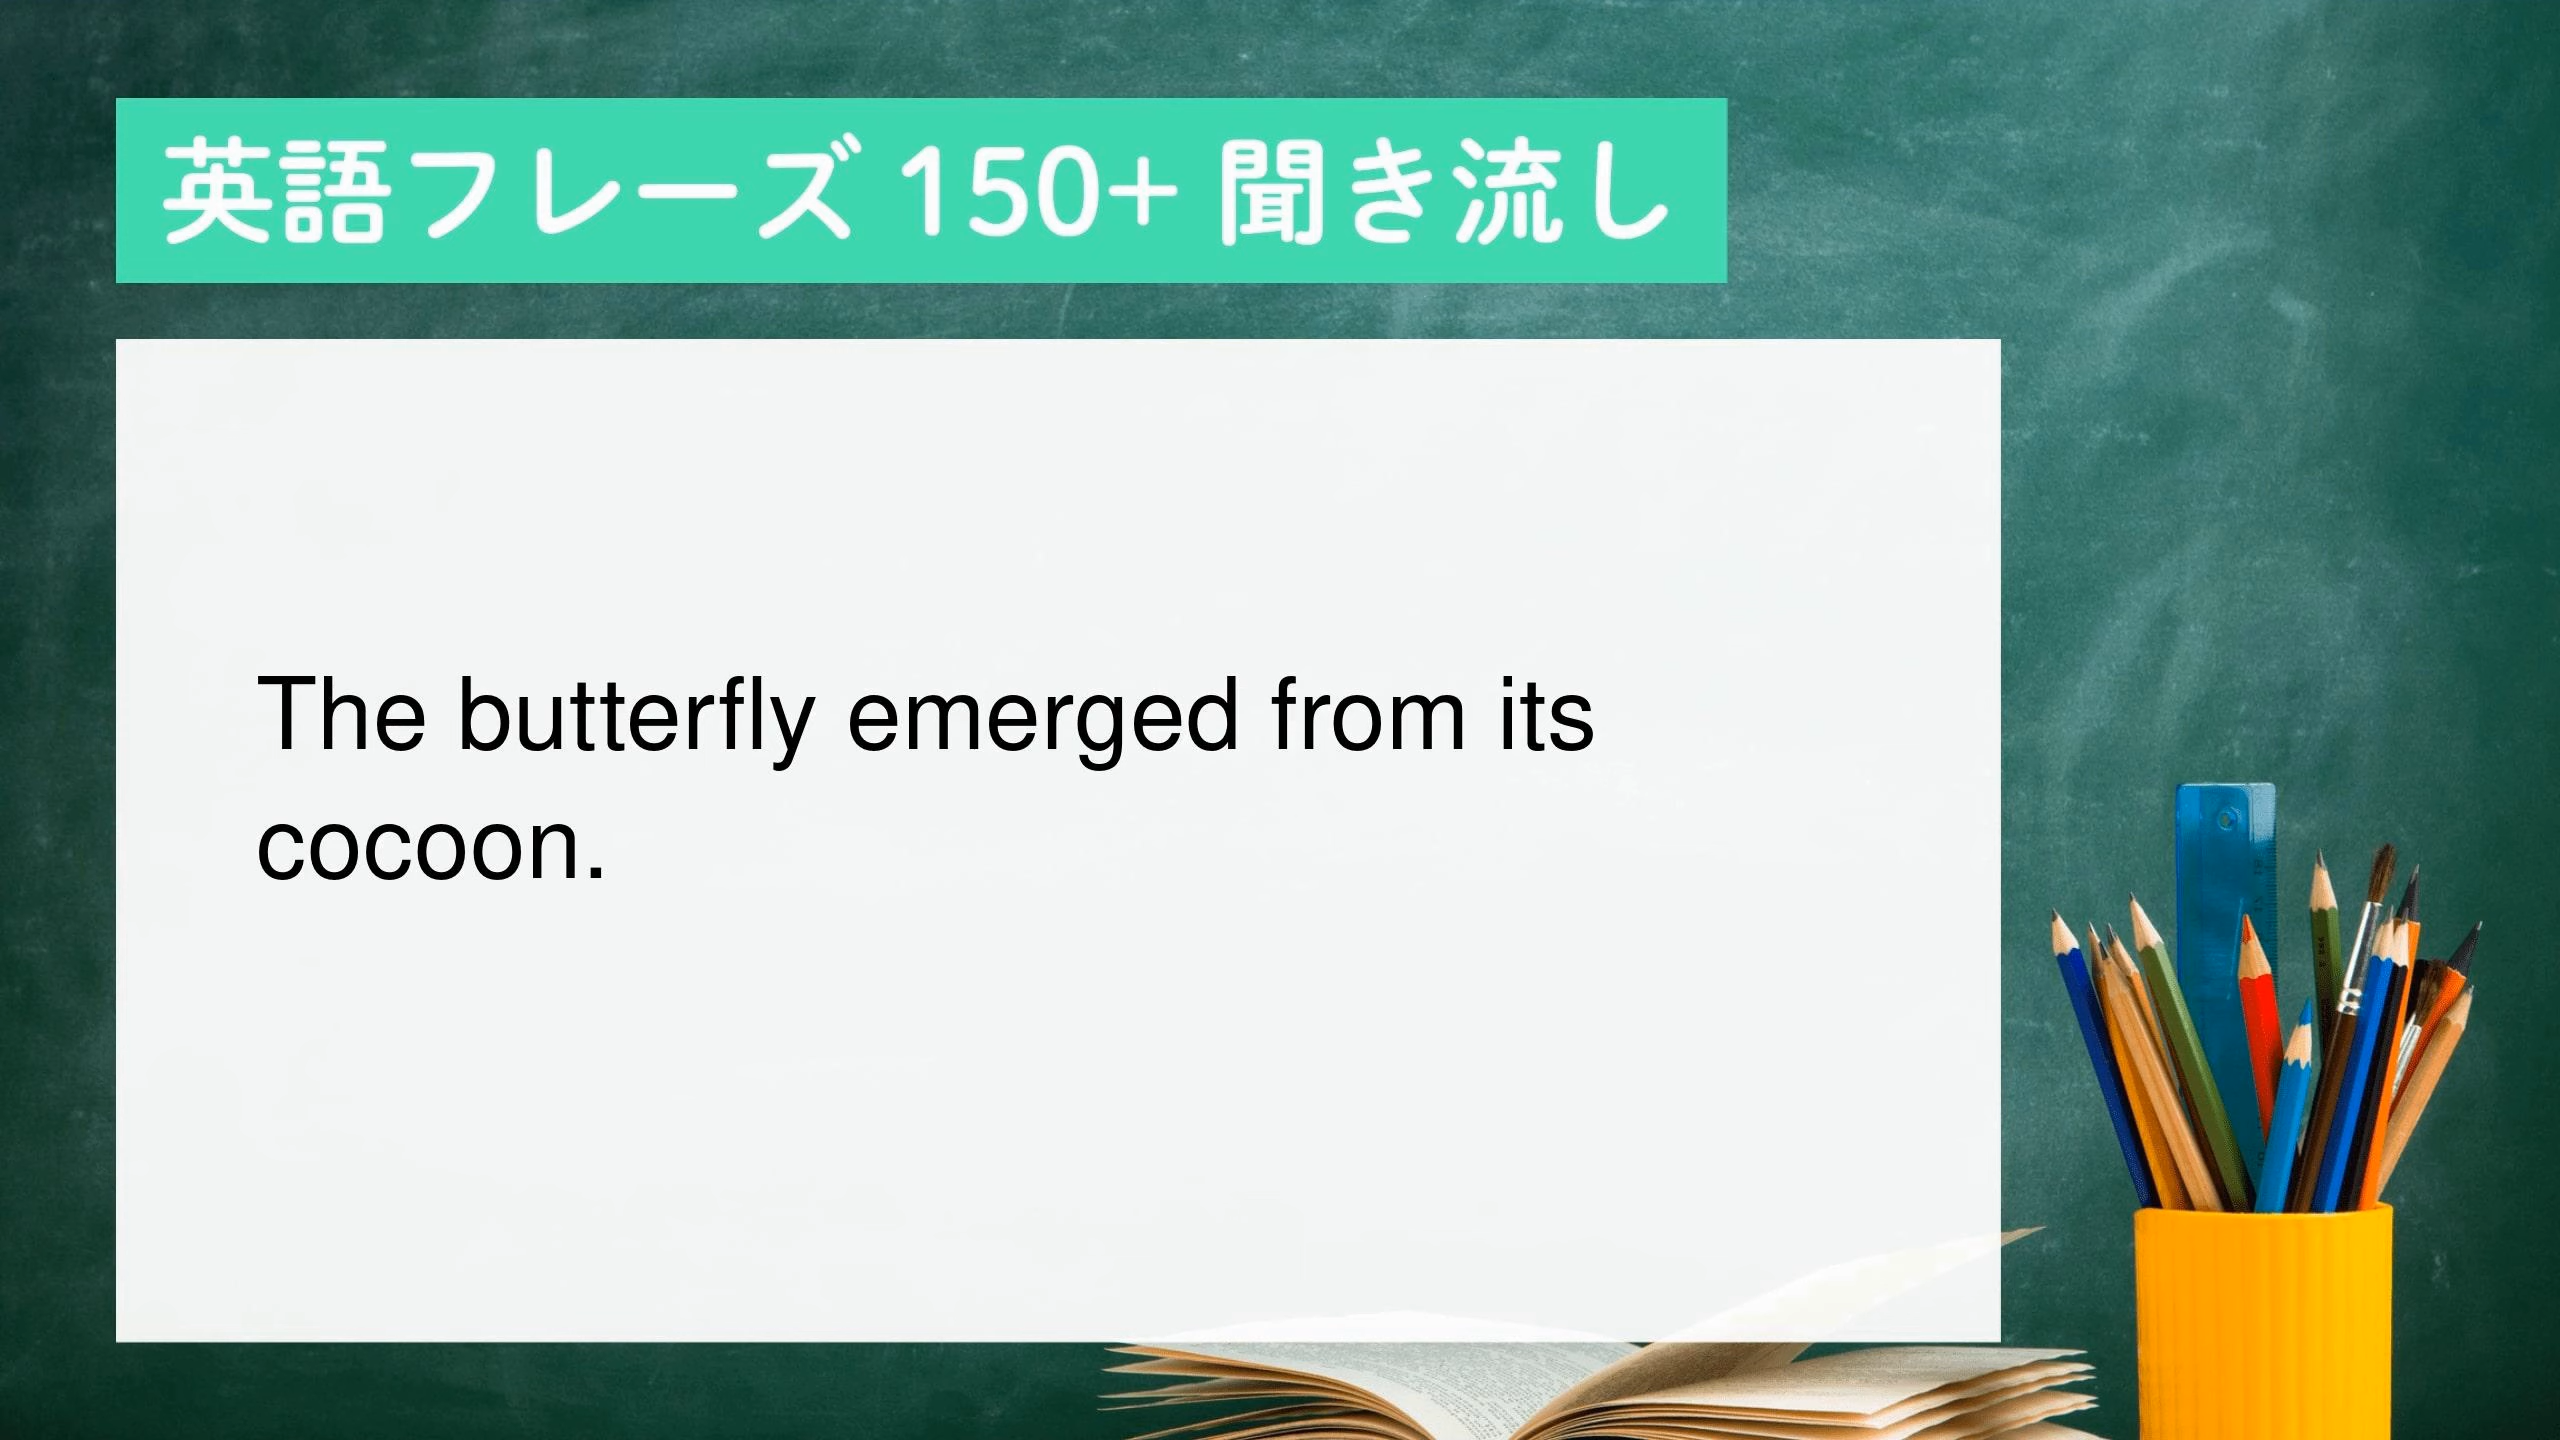 英語フレーズ 150+ 聞き流し
The butterfly emerged from its
cocoon.